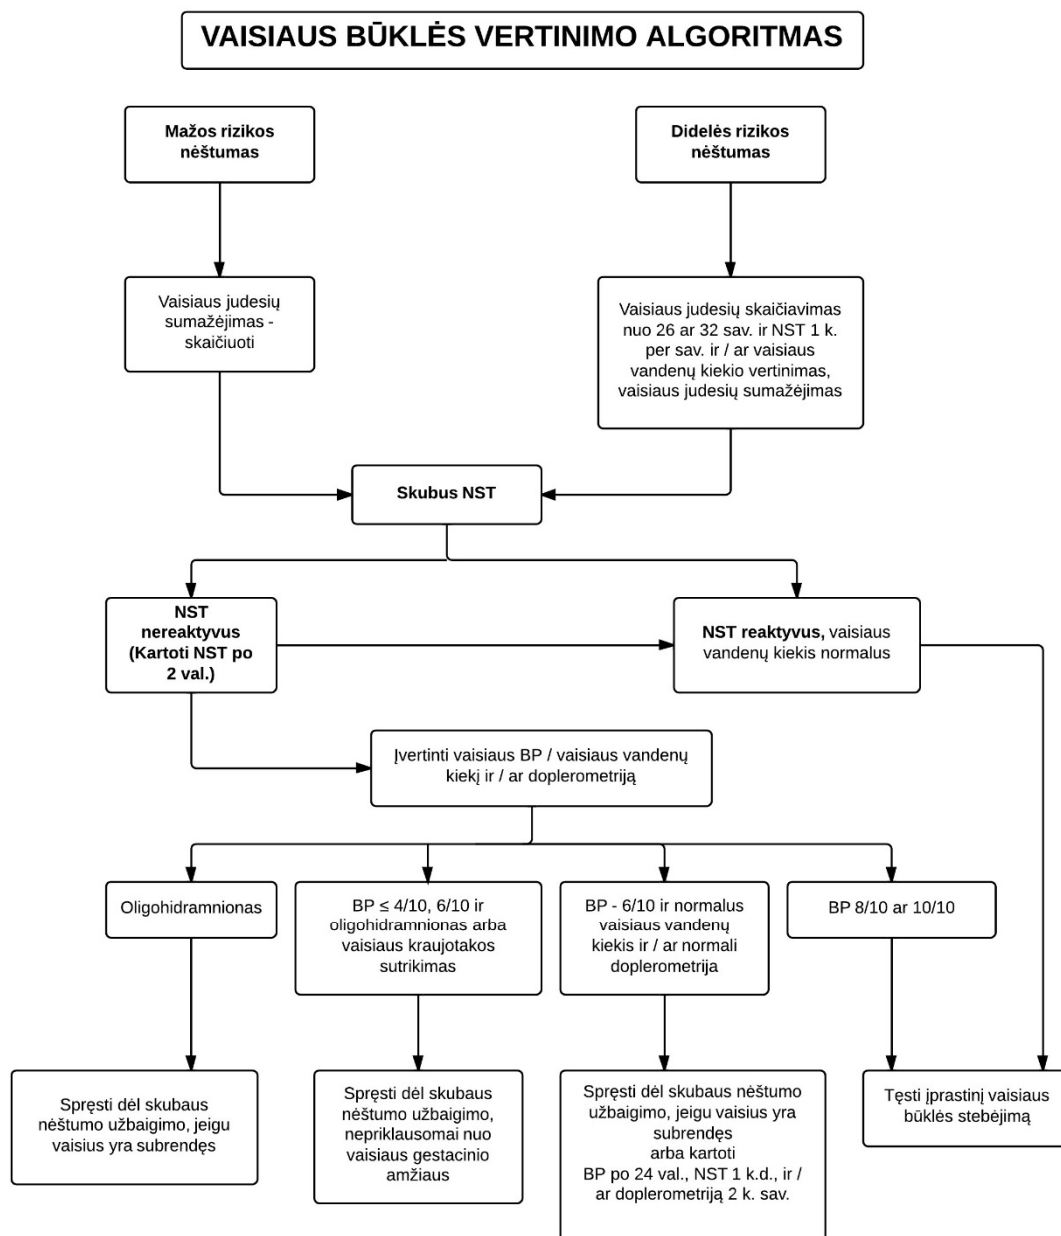 VAISIAUS BŪKLĖS VERTINIMO ALGORITMAS
Mažos rizikos
nėštumas
Didelės rizikos
nėštumas
Vaisiaus judesių
sumažėjimas -
skaičiuoti
Vaisiaus judesių skaičiavimas
nuo 26 ar 32 sav. ir NST 1 k.
per sav. ir / ar vaisiaus
vandenų kiekio vertinimas,
vaisiaus judesių sumažėjimas
Skubus NST
NST
nereaktyvus
(Kartoti NST po
2 val.)
NST reaktyvus, vaisiaus
vandenų kiekis normalus
Įvertinti vaisiaus BP / vaisiaus vandenų
kiekį ir / ar doplerometriją
Oligohidramnionas
BP ≤ 4/10, 6/10 ir
oligohidramnionas arba
vaisiaus kraujotakos
sutrikimas
BP - 6/10 ir normalus
vaisiaus vandenų
kiekis ir / ar normali
doplerometrija
BP 8/10 ar 10/10
Spręsti dėl skubaus
nėštumo užbaigimo, jeigu
vaisius yra subrendęs
Spręsti dėl skubaus
nėštumo užbaigimo,
nepriklausomai nuo
vaisiaus gestacinio
amžiaus
Spręsti dėl skubaus nėštumo
užbaigimo, jeigu vaisius yra
subrendęs
arba kartoti
BP po 24 val., NST 1 k.d., ir /
ar doplerometriją 2 k. sav.
Tęsti įprastinį vaisiaus
būklės stebėjimą